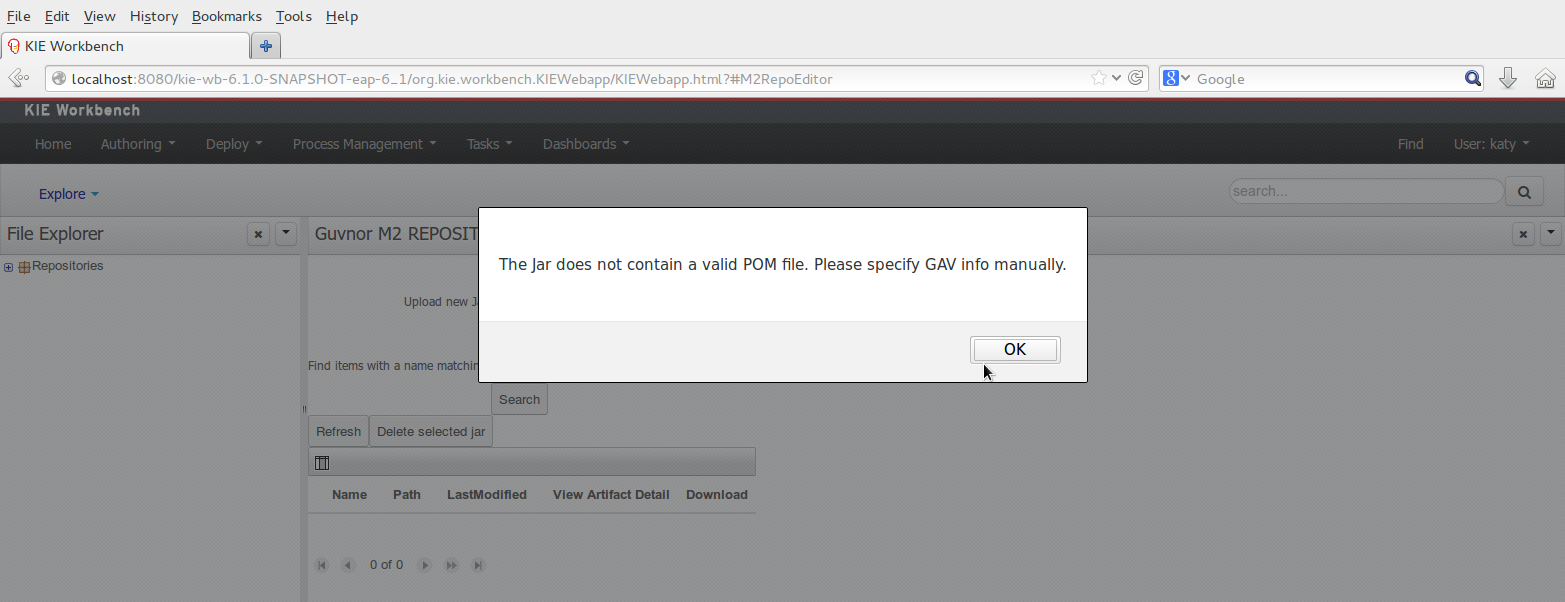 File Edit View History Bookmarks Tools Help
KIE Workbench
localhost:8080/kie-wb-6.1.0-SNAPSHOT-eap-6_1/org.kie.workbench.KIEWebapp/KIEWebapp.html?#M2RepoEditor
8 Google
KIE Workbench
Home Authoring Deploy Process Management Tasks Dashboards Find User: katy
Explore search...
File Explorer Guvnor M2 REPOSIT
Repositories
The Jar does not contain a valid POM file. Please specify GAV info manually.
Upload new Ja
OK
Find items with a name matchin
Search
Refresh Delete selected jar
Name Path LastModified View Artifact Detail Download
0 of 0